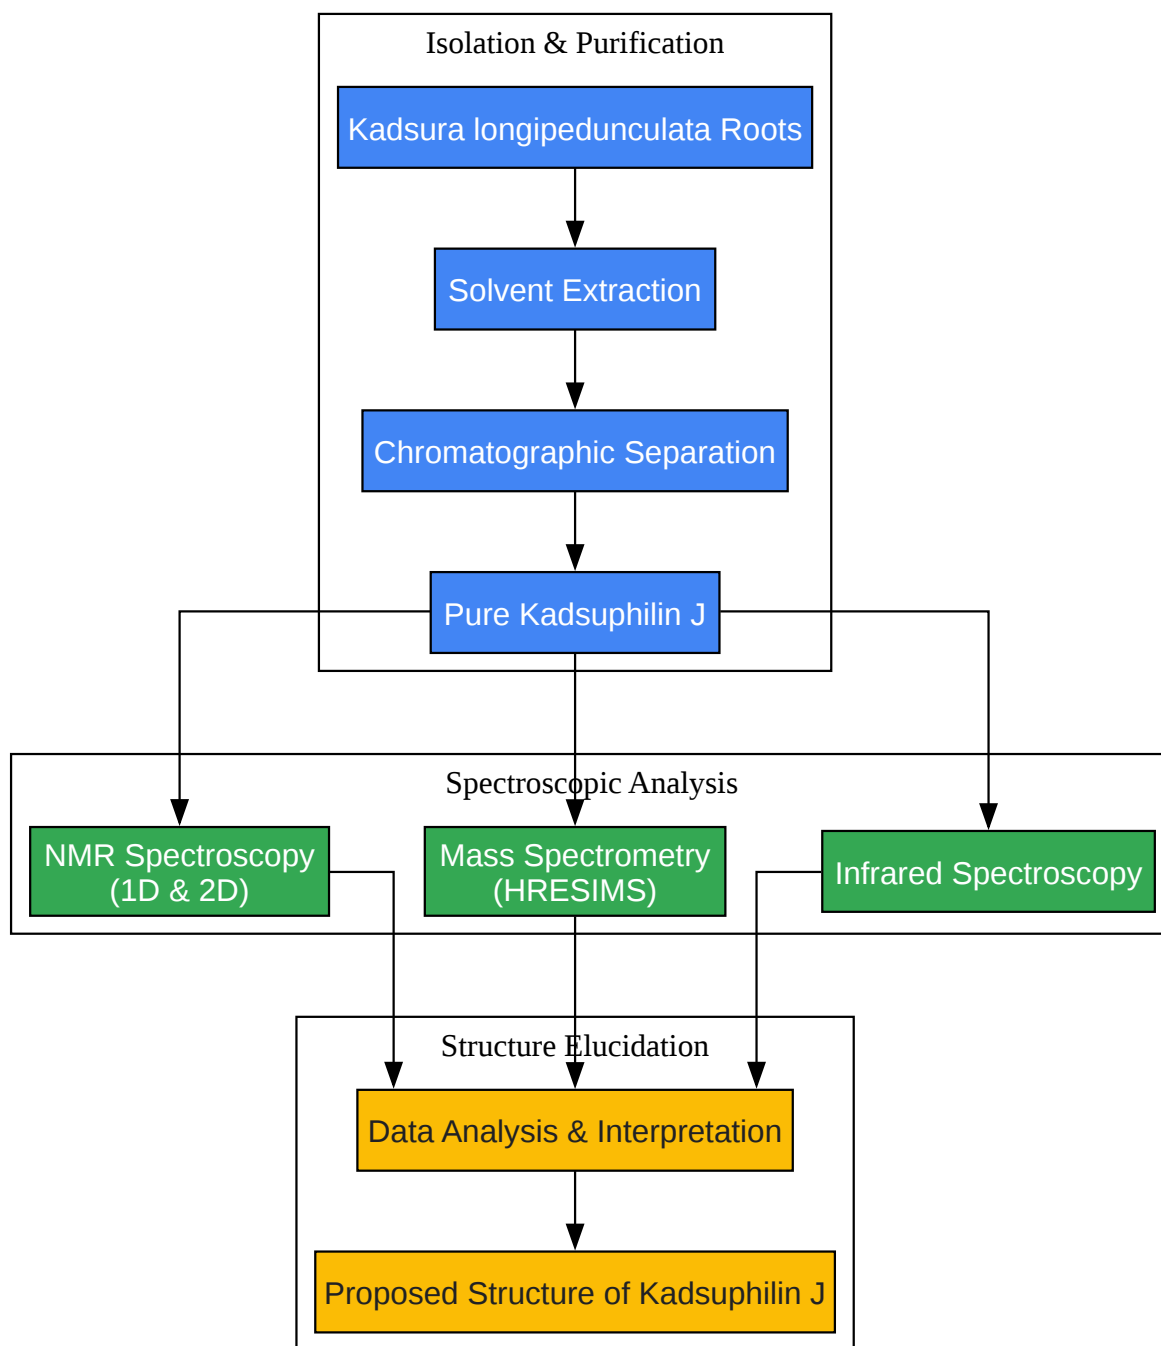 Isolation & Purification
Kadsura longipedunculata Roots
Solvent Extraction
Chromatographic Separation
Pure Kadsuphilin J
Spectroscopic Analysis
NMR Spectroscopy
(1D & 2D)
Mass Spectrometry
(HRESIMS)
Infrared Spectroscopy
Structure Elucidation
Data Analysis & Interpretation
Proposed Structure of Kadsuphilin J